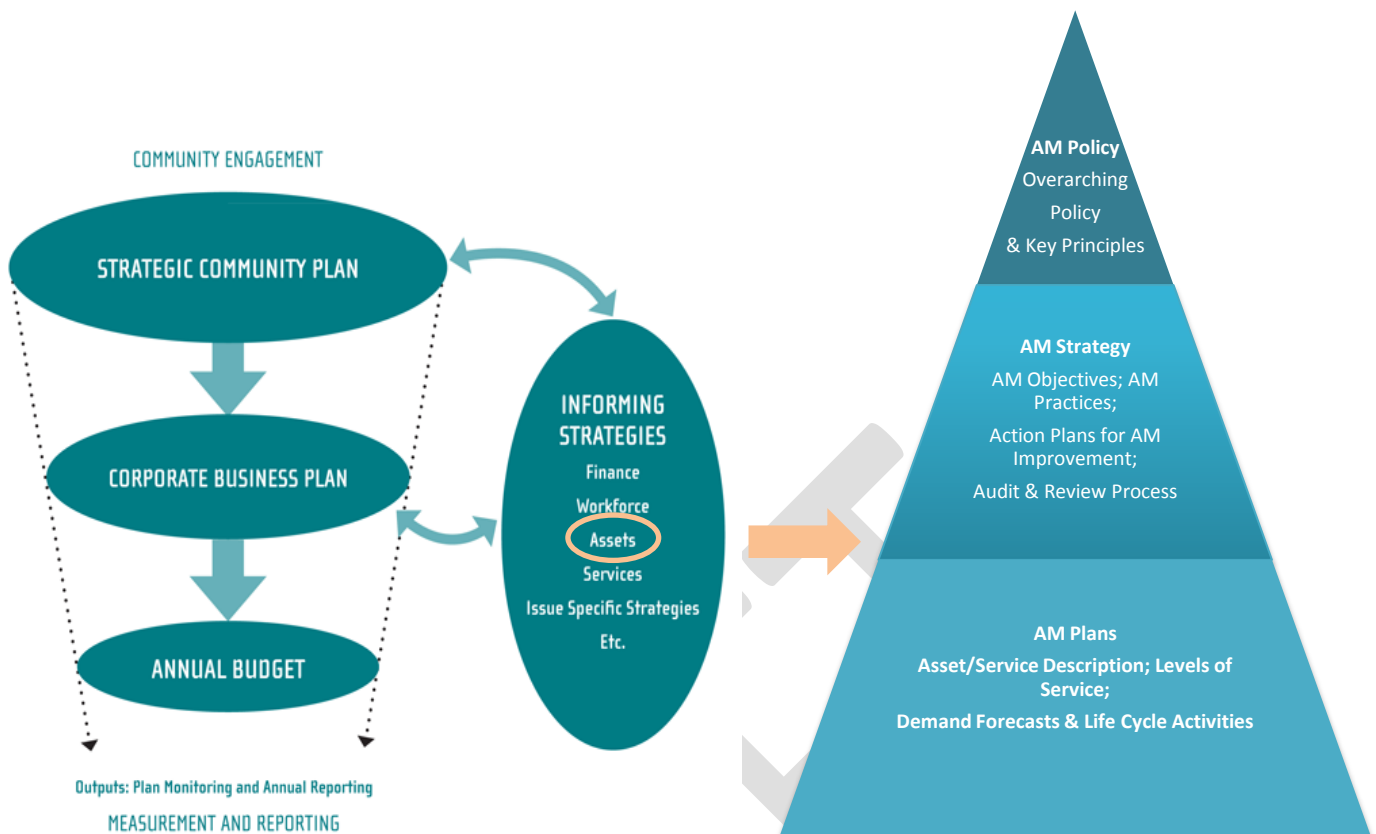 COMMUNITY ENGAGEMENT
STRATEGIC COMMUNITY PLAN
CORPORATE BUSINESS PLAN
ANNUAL BUDGET
Outputs: Plan Monitoring and Annual Reporting
MEASUREMENT AND REPORTING
INFORMING
STRATEGIES
Finance
Workforce
Assets
Services
Issue Specific Strategies
Etc.
AM Policy
Overarching
Policy
& Key Principles
AM Strategy
AM Objectives; AM
Practices;
Action Plans for AM
Improvement;
Audit & Review Process
AM Plans
Asset/Service Description; Levels of
Service;
Demand Forecasts & Life Cycle Activities